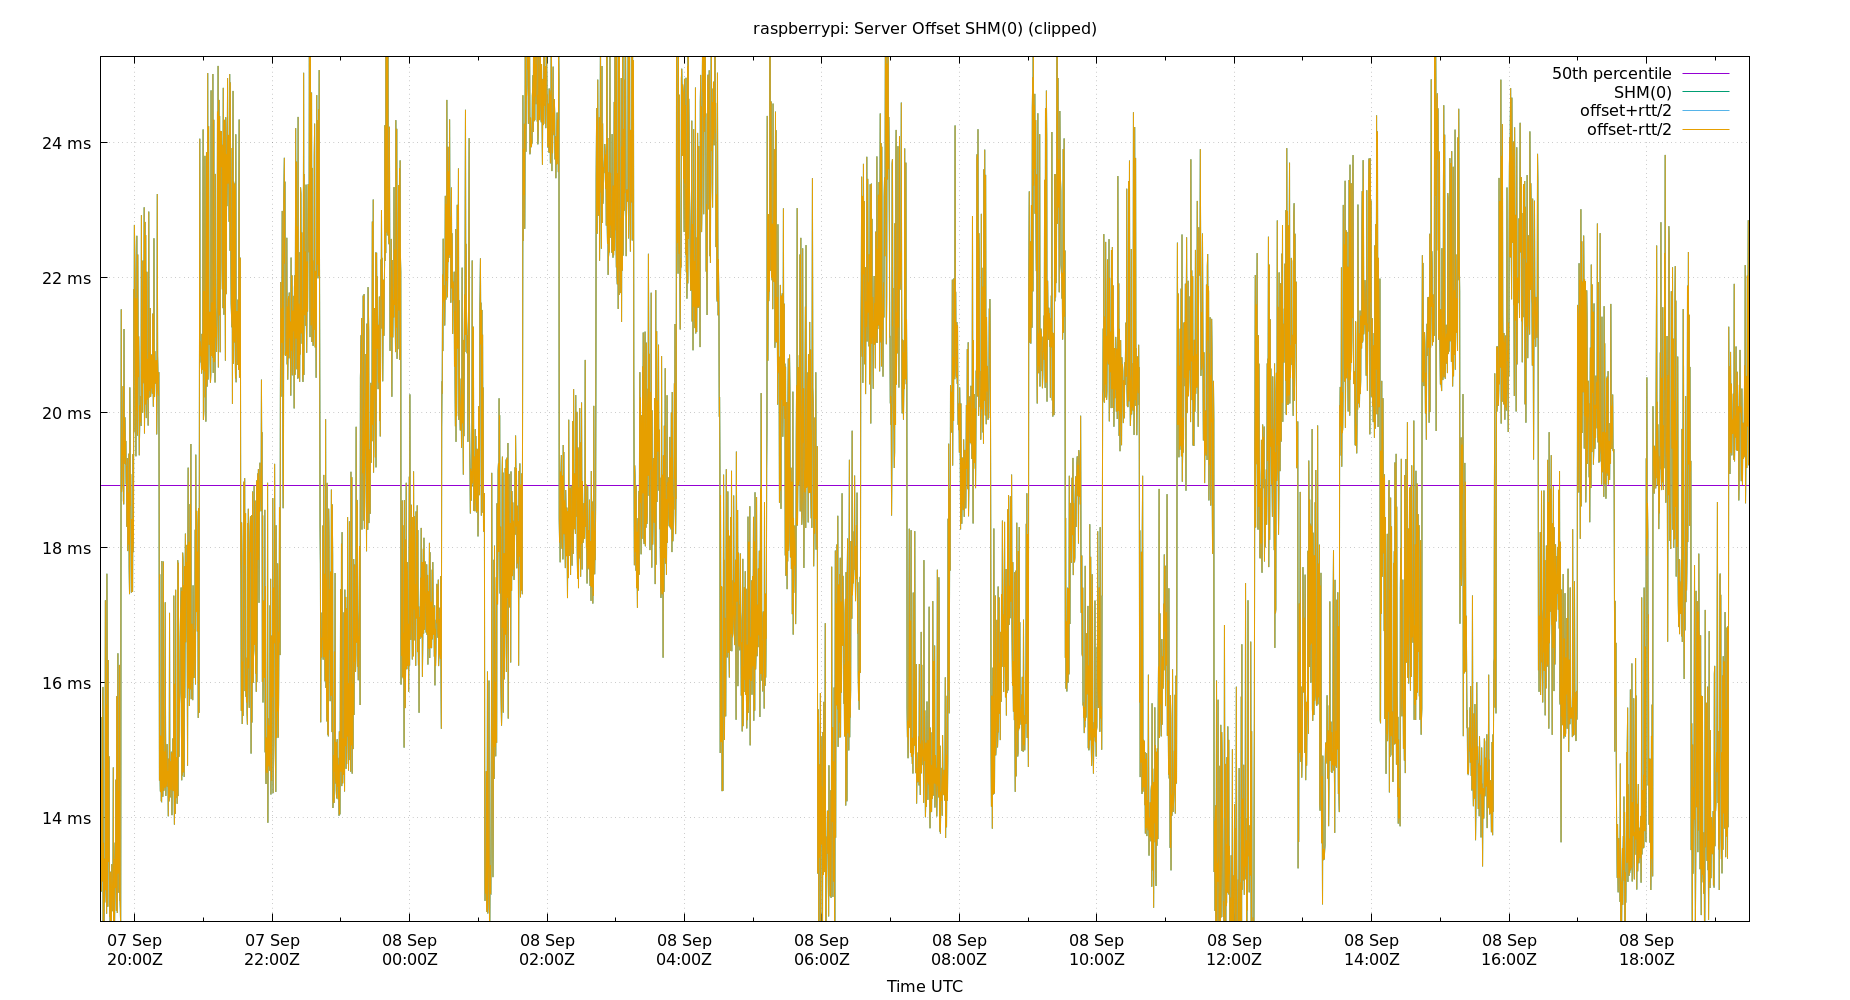 raspberrypi: Server Offset SHM(0) (clipped)
50th percentile
SHM(0)
offset+rtt/2
offset-rtt/2
24 ms
22 ms
20 ms
18 ms
16 ms
14 ms
07 Sep 07 Sep 08 Sep 08 Sep 08 Sep 08 Sep 08 Sep 08 Sep 08 Sep 08 Sep 08 Sep 08 Sep
20:00Z 22:00Z 00:00Z 02:00Z 04:00Z 06:00Z 08:00Z 10:00Z 12:00Z 14:00Z 16:00Z 18:00Z
Time UTC